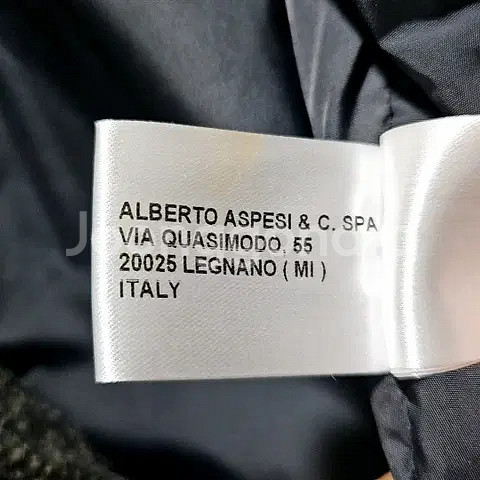 ALBERTO ASPESI & C. SPA
VIA QUASIMODO, 55
20025 LEGNANO ( MI )
ITALY